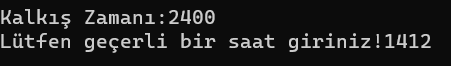 Kalkış Zamanı:2400
Lütfen geçerli bir saat giriniz!1412